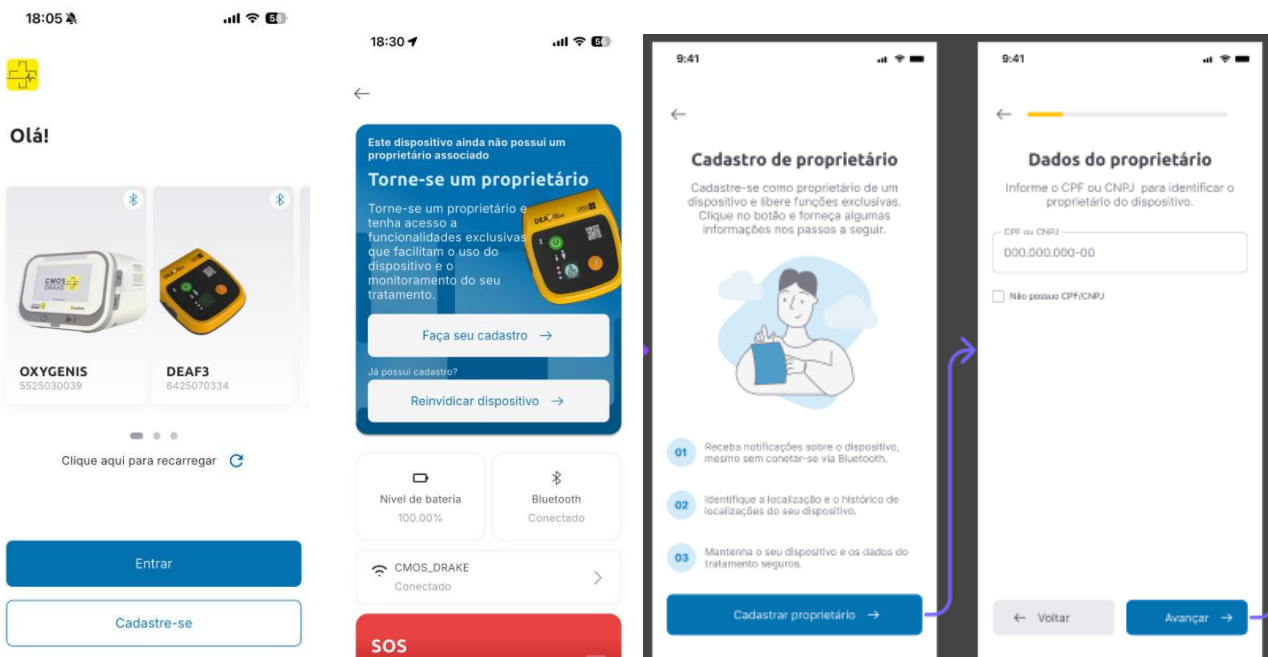 18:05
58
Olá!
OXYGENIS
5525030039
DEAF3
6425070334
Clique aqui para recarregar
Entrar
Cadastre-se
18:30
56
Este dispositivo ainda não possui um
proprietário associado
Torne-se um proprietário
Torne-se um proprietário e
tenha acesso a
funcionalidades exclusivas
que facilitam o uso do
dispositivo e o
monitoramento do seu
tratamento.
Faça seu cadastro
Já possui cadastro?
Reinvidicar dispositivo
Nível de bateria
100.00%
Bluetooth
Conectado
CMOS_DRAKE
Conectado
SOS
9:41
Cadastro de proprietário
Cadastre-se como proprietário de um
dispositivo e libere funções exclusivas.
Clique no botão e forneça algumas
informações nos passos a seguir.
01
Receba notificações sobre o dispositivo,
mesmo sem conetar-se via Bluetooth.
02
Identifique a localização e o histórico de
localizações do seu dispositivo.
03
Mantenha o seu dispositivo e os dados do
tratamento seguros.
Cadastrar proprietário
9:41
Dados do proprietário
Informe o CPF ou CNPJ para identificar o
proprietário do dispositivo.
CPF ou CNPJ
000.000.000-00
Não possuo CPF/CNPJ
Voltar
Avançar